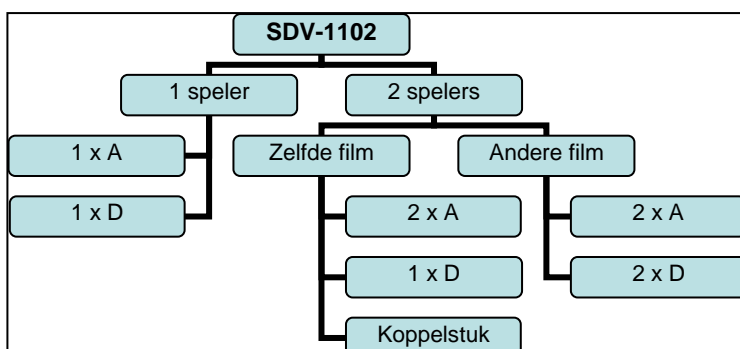 SDV-1102
1 speler
2 spelers
1 x A
Zelfde film
Andere film
1 x D
2 x A
2 x A
1 x D
2 x D
Koppelstuk